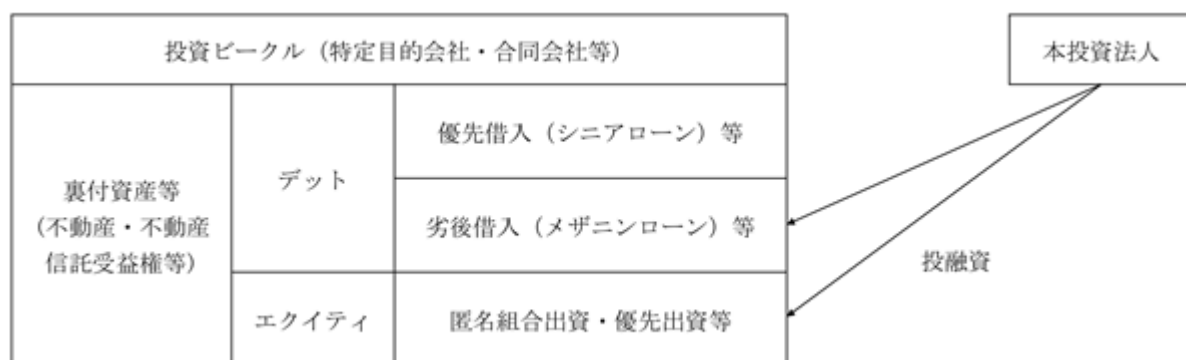 投資ビークル（特定目的会社・合同会社等）
本投資法人
裏付資産等
（不動産・不動産
信託受益権等）
デット
優先借入（シニアローン）等
劣後借入（メザニンローン）等
投融資
エクイティ
匿名組合出資・優先出資等